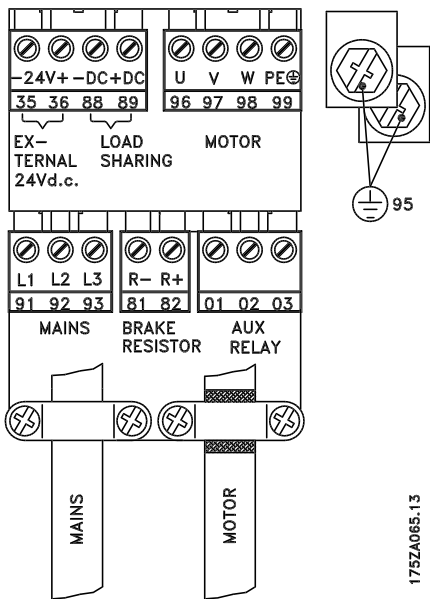 -24V+ -DC+DC
U V W PE⏚
35 36 88 89
96 97 98 99
EX-
TERNAL
24Vd.c.
LOAD
SHARING
MOTOR
95
L1 L2 L3
R- R+
91 92 93
81 82
01 02 03
MAINS
BRAKE
RESISTOR
AUX
RELAY
MAINS
MOTOR
175ZA065.13